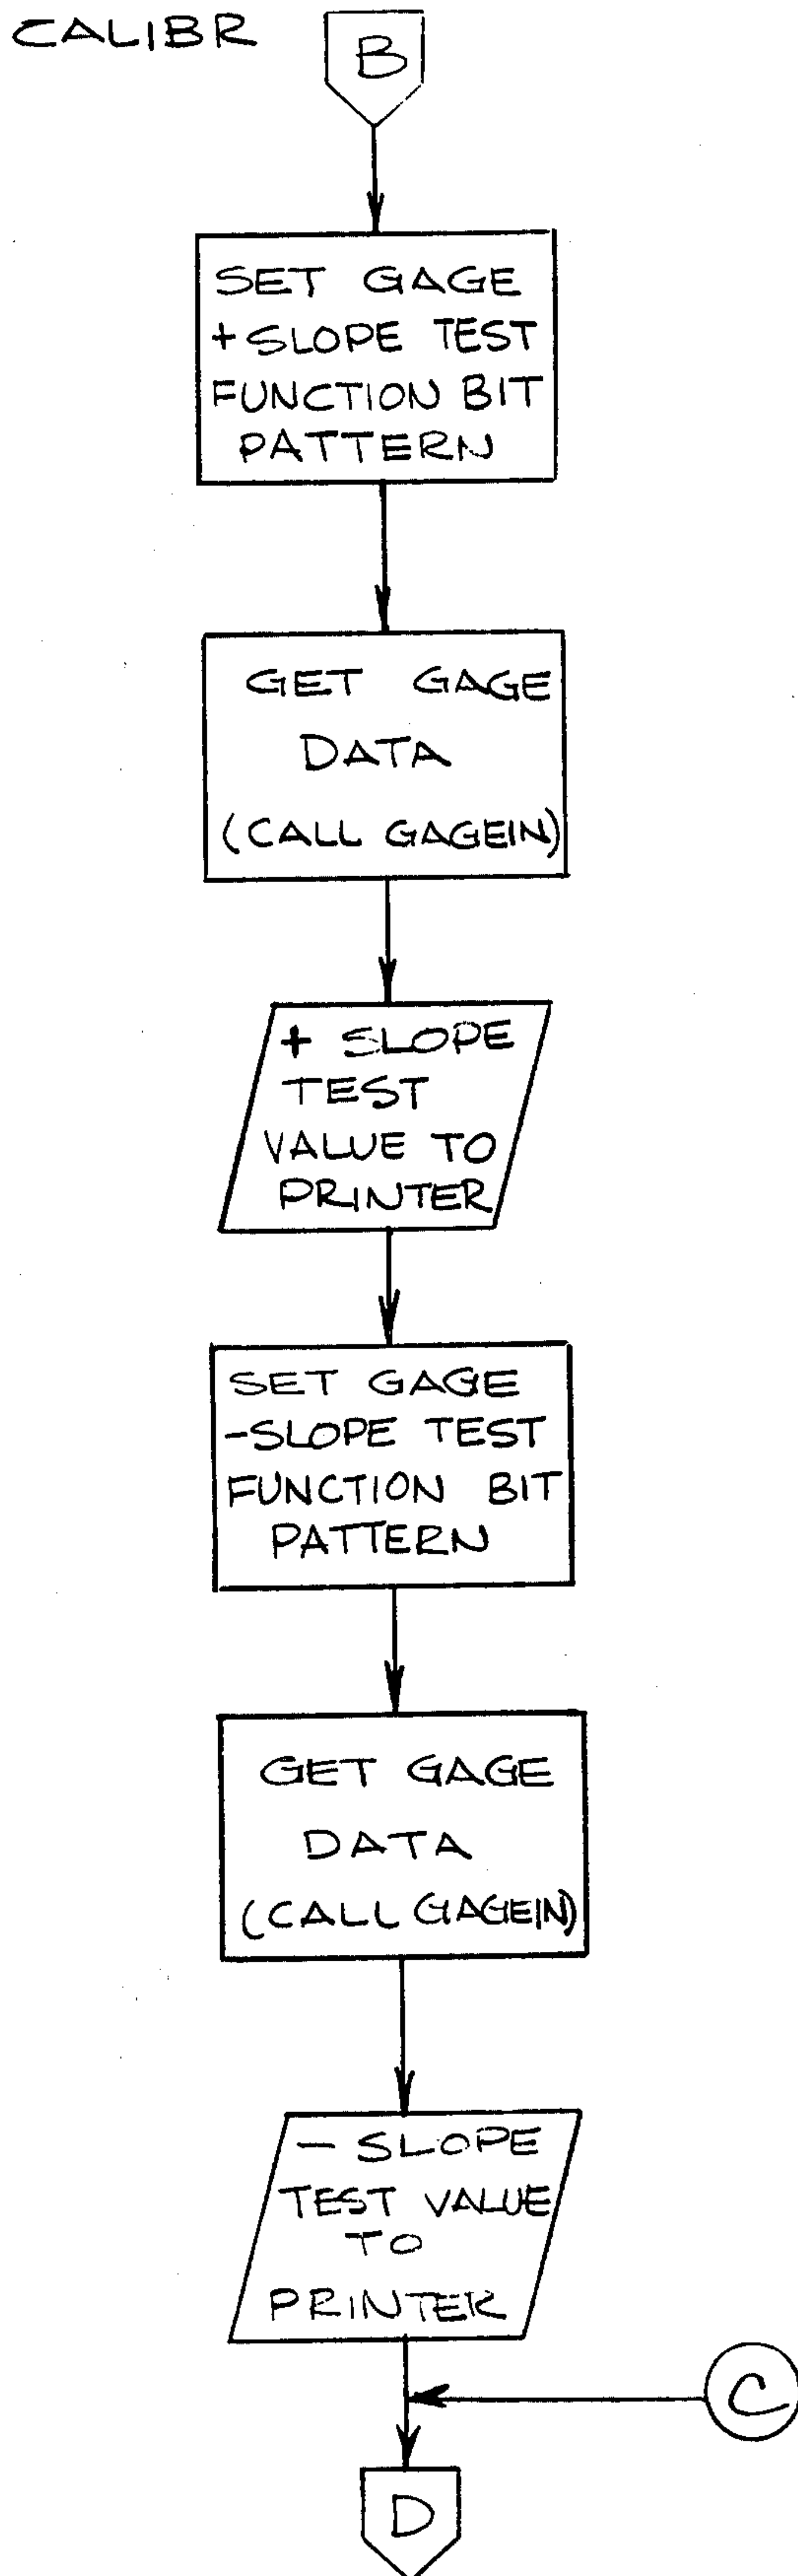 CALIBR
B
SET GAGE
+SLOPE TEST
FUNCTION BIT
PATTERN
GET GAGE
DATA
(CALL GAGEIN)
+ SLOPE
TEST
VALUE TO
PRINTER
SET GAGE
-SLOPE TEST
FUNCTION BIT
PATTERN
GET GAGE
DATA
(CALL GAGEIN)
- SLOPE
TEST VALUE
TO
PRINTER
C
D